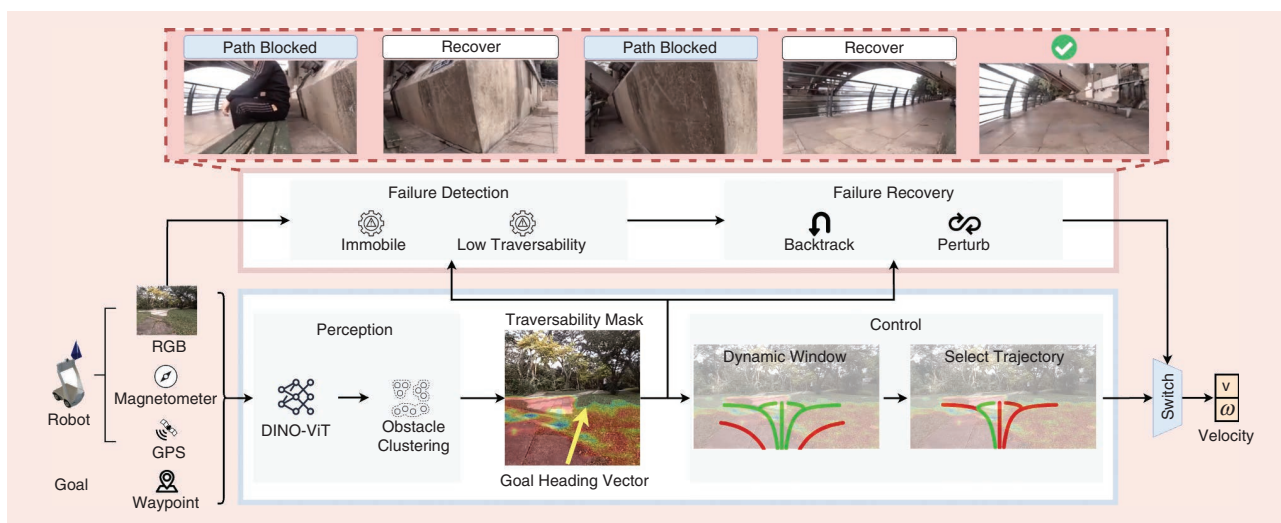 Path Blocked
Recover
Path Blocked
Recover
Failure Detection
Immobile
Low Traversability
Failure Recovery
Backtrack
Perturb
Robot
RGB
Magnetometer
GPS
Goal
Waypoint
Perception
DINO-ViT
Obstacle
Clustering
Traversability Mask
Goal Heading Vector
Control
Dynamic Window
Select Trajectory
Switch
v
ω
Velocity